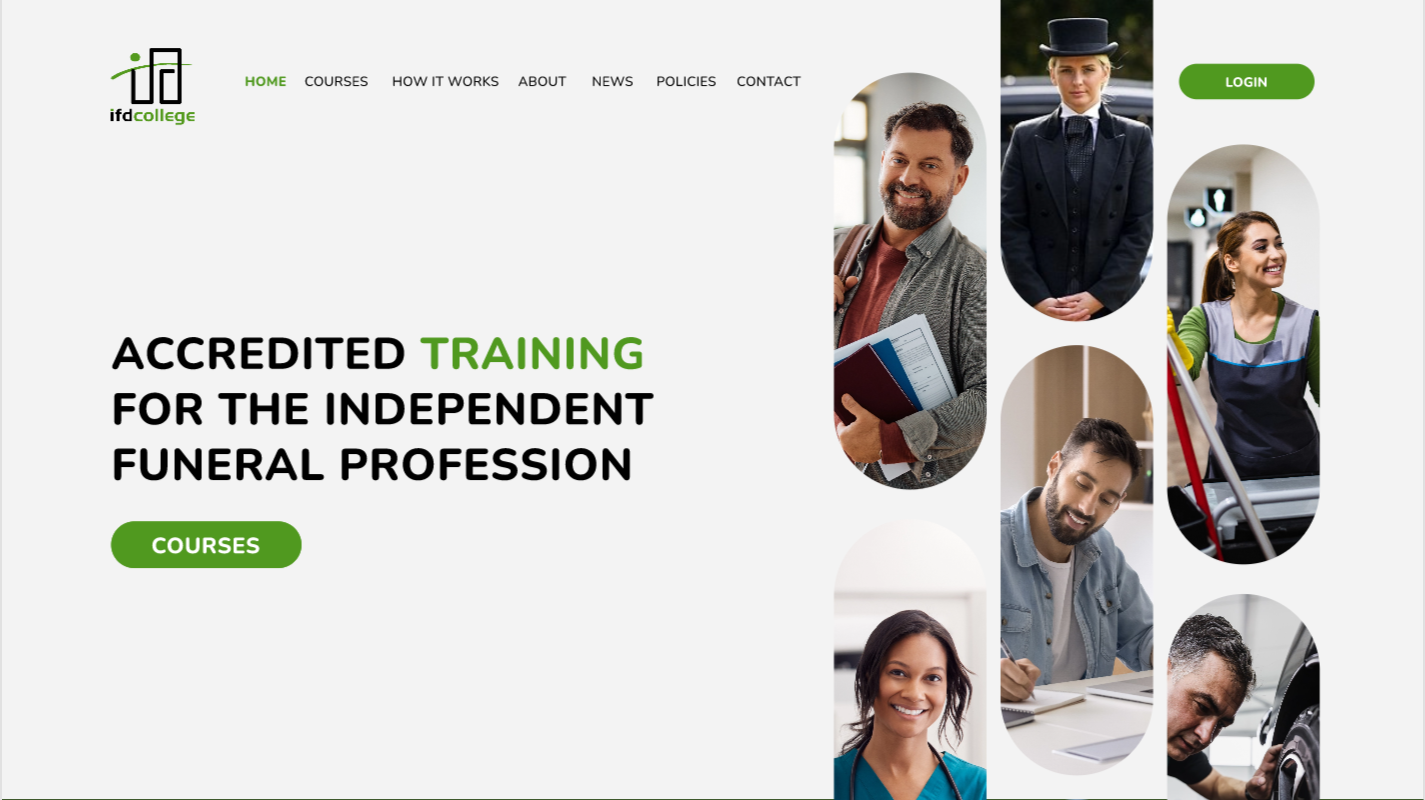 ifd
ifdcollege
HOME COURSES HOW IT WORKS ABOUT NEWS POLICIES CONTACT
LOGIN
ACCREDITED TRAINING
FOR THE INDEPENDENT
FUNERAL PROFESSION
COURSES